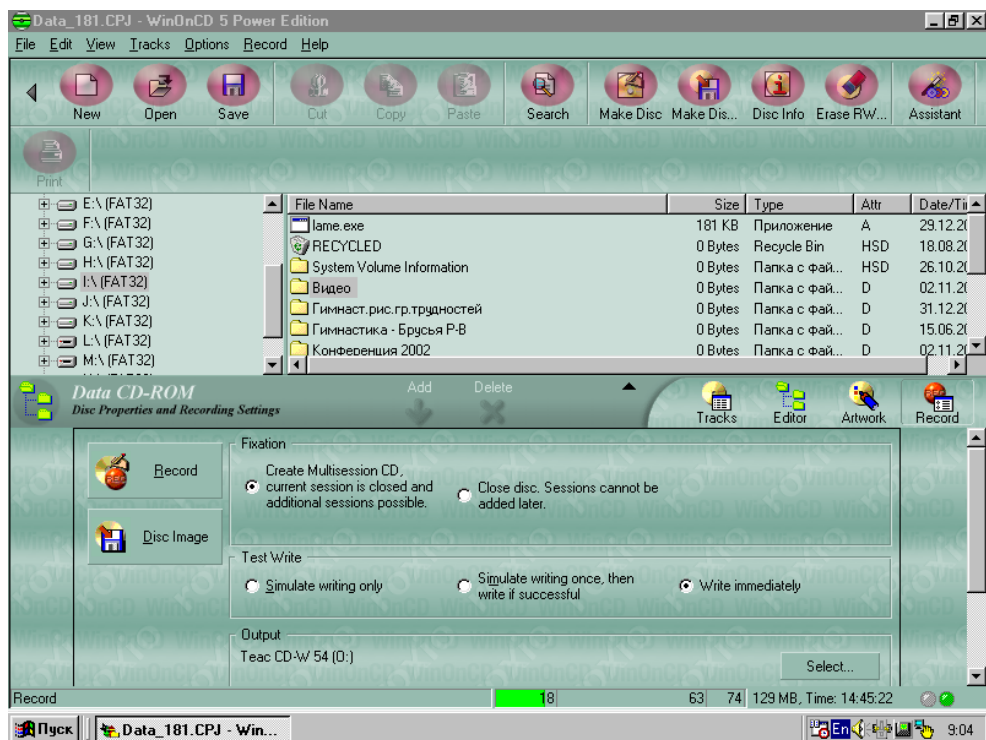 Data_181.CPJ - WinOnCD 5 Power Edition
File Edit View Tracks Options Record Help
New Open Save Cut Copy Paste Search Make Disc Make Dis... Disc Info Erase RW... Assistant
Print
E:\ (FAT32)
F:\ (FAT32)
G:\ (FAT32)
H:\ (FAT32)
I:\ (FAT32)
J:\ (FAT32)
K:\ (FAT32)
L:\ (FAT32)
M:\ (FAT32)
File Name Size Type Attr Date/Ti
lame.exe 181 KB Приложение A 29.12.20
RECYCLED 0 Bytes Recycle Bin HSD 18.08.20
System Volume Information 0 Bytes Папка с фай... HSD 26.10.20
Видео 0 Bytes Папка с фай... D 02.11.20
Гимнаст.рис.гр.трудностей 0 Bytes Папка с фай... D 31.12.20
Гимнастика - Брусья Р-В 0 Bytes Папка с фай... D 15.06.20
Конференция 2002 0 Bytes Папка с фай... D 02.11.20
Data CD-ROM
Disc Properties and Recording Settings
Add Delete
Tracks Editor Artwork Record
Record
Disc Image
Fixation
Create Multisession CD,
current session is closed and
additional sessions possible.
Close disc. Sessions cannot be
added later.
Test Write
Simulate writing only
Simulate writing once, then
write if successful
Write immediately
Output
Teac CD-W 54 (O:)
Select...
Record 18 63 74 129 MB, Time: 14:45:22
Пуск Data_181.CPJ - Win... En 9:04